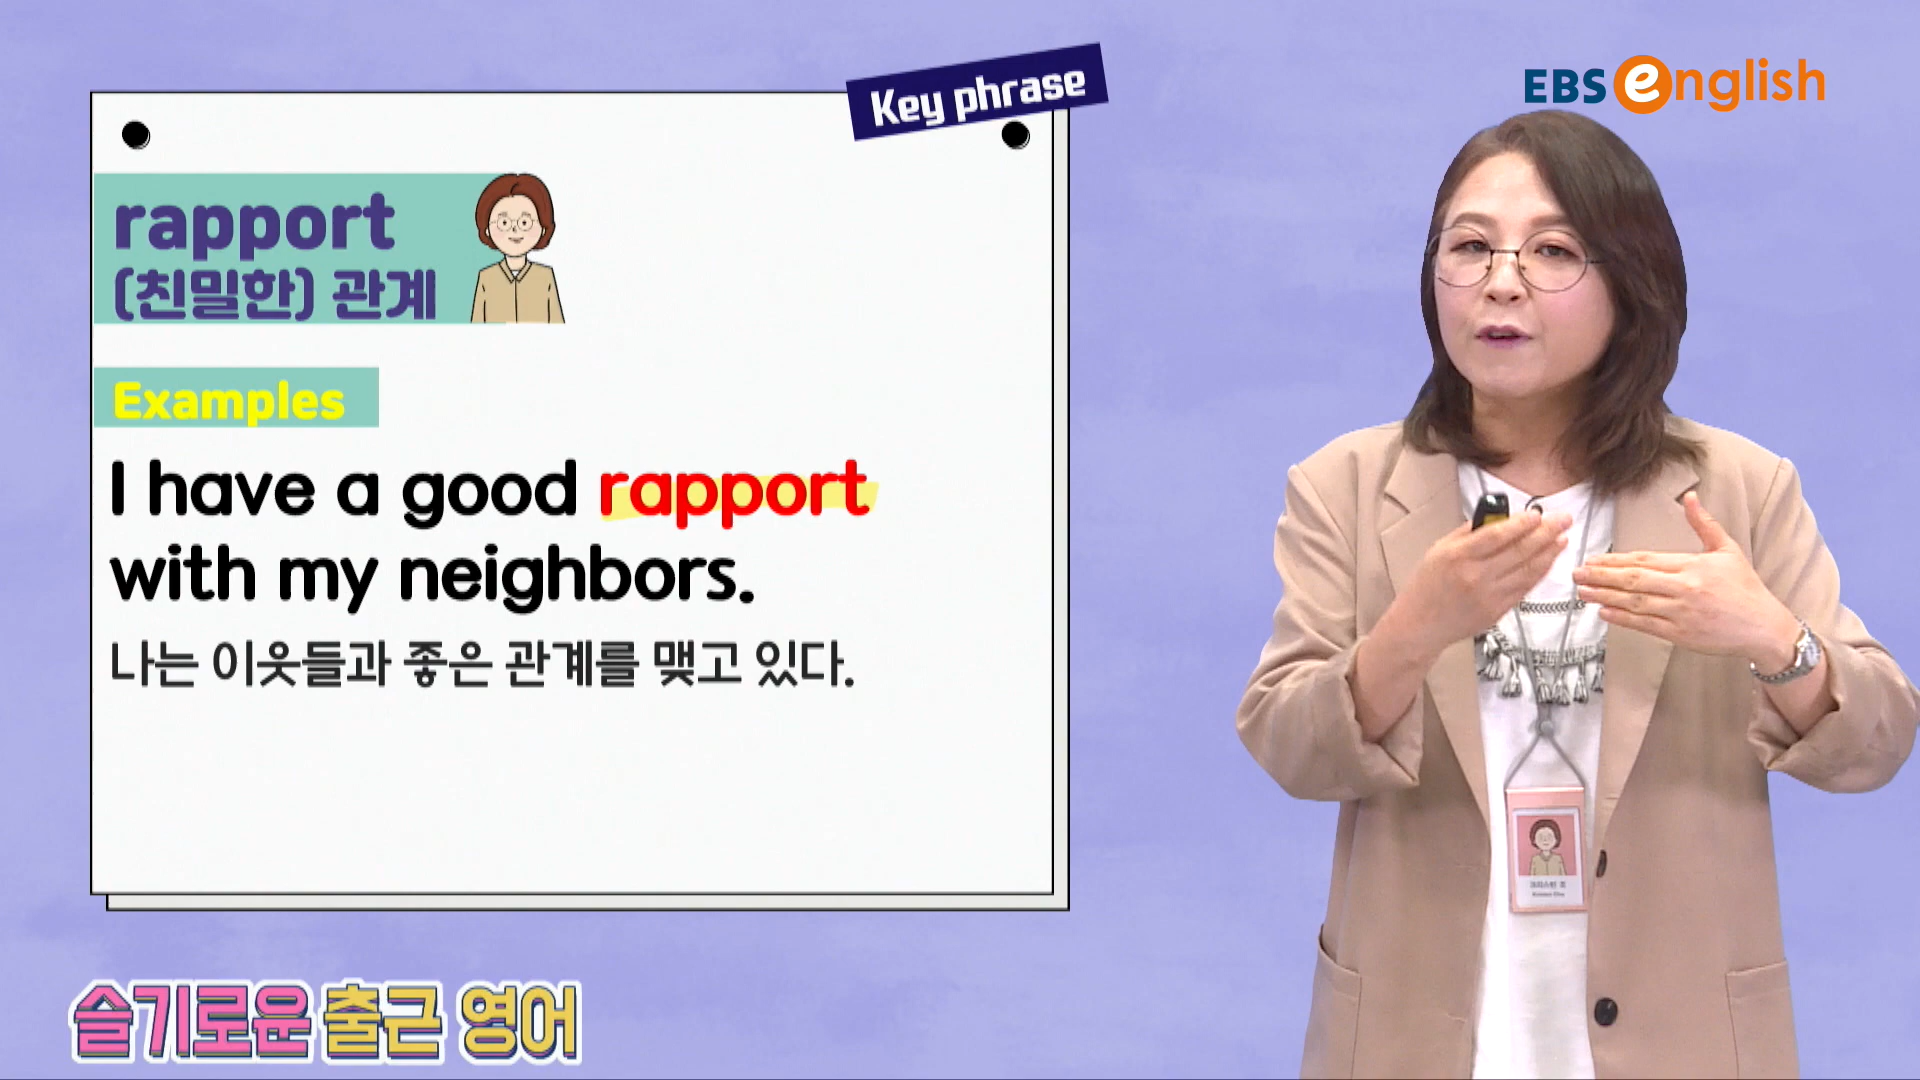 Key phrase
EBS english
rapport
(친밀한) 관계
Examples
I have a good rapport
with my neighbors.
나는 이웃들과 좋은 관계를 맺고 있다.
슬기로운 출근 영어